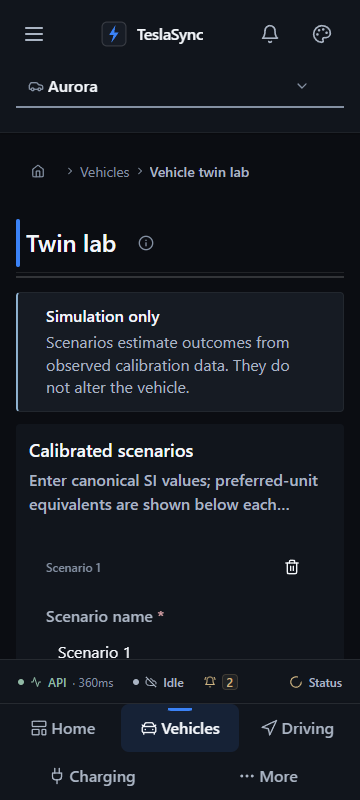 TeslaSync
Aurora
Vehicles
Vehicle twin lab
Twin lab
Simulation only
Scenarios estimate outcomes from
observed calibration data. They do
not alter the vehicle.
Calibrated scenarios
Enter canonical SI values; preferred-unit
equivalents are shown below each...
Scenario 1
Scenario name *
Scenario 1
API · 360ms
Idle
2
Status
Home
Vehicles
Driving
Charging
More